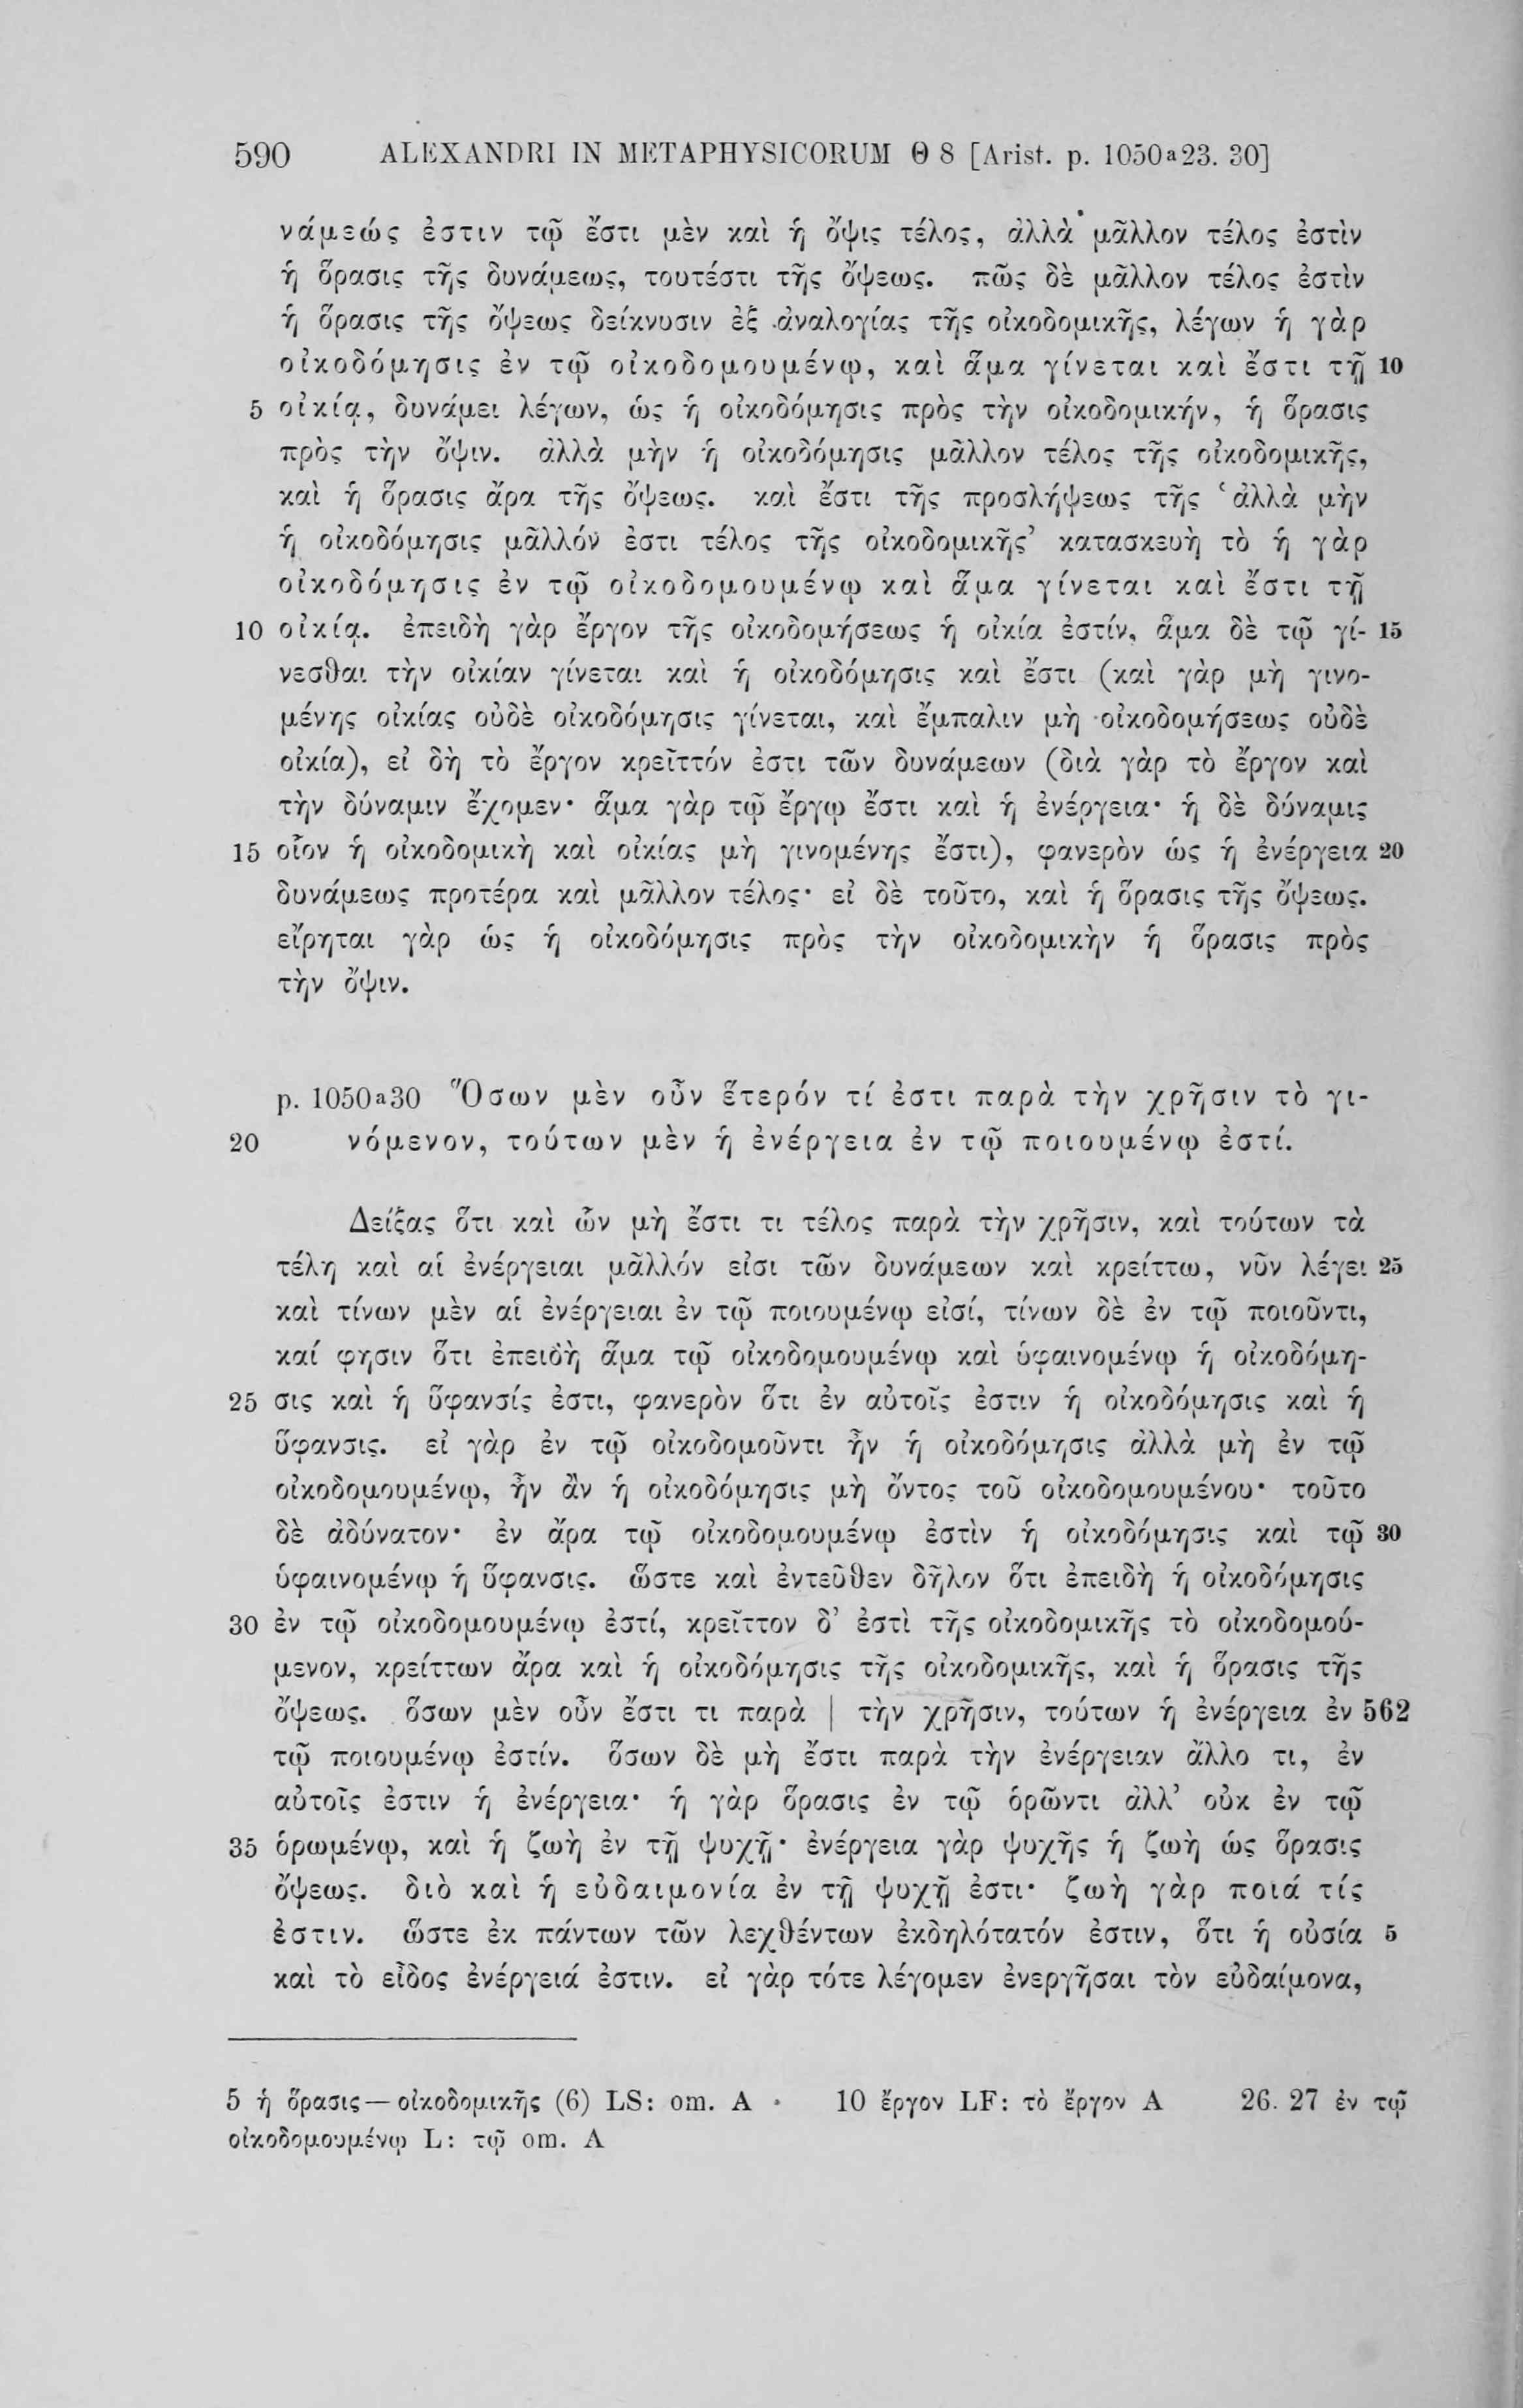 590 ALEXANDRI IN METAPHYSICORUM Θ 8 [Arist. p. 1050a23. 30]
νάμεώς ἐστιν τῷ ἔστι μὲν καὶ ἡ ὄψις τέλος, ἀλλὰ μᾶλλον τέλος ἐστὶν
ἡ ὅρασις τῆς δυνάμεως, τουτέστι τῆς ὄψεως. πῶς δὲ μᾶλλον τέλος ἐστὶν
ἡ ὅρασις τῆς ὄψεως δείκνυσιν ἐξ ἀναλογίας τῆς οἰκοδομικῆς, λέγων ἡ γὰρ
οἰκοδόμησις ἐν τῷ οἰκοδομουμένῳ, καὶ ἅμα γίνεται καὶ ἔστι τῇ 10
5 οἰκίᾳ, δυνάμει λέγων, ὡς ἡ οἰκοδόμησις πρὸς τὴν οἰκοδομικήν, ἡ ὅρασις
πρὸς τὴν ὄψιν. ἀλλὰ μὴν ἡ οἰκοδόμησις μᾶλλον τέλος τῆς οἰκοδομικῆς,
καὶ ἡ ὅρασις ἄρα τῆς ὄψεως. καὶ ἔστι τῆς προσλήψεως τῆς ‘ἀλλὰ μὴν
ἡ οἰκοδόμησις μᾶλλόν ἐστι τέλος τῆς οἰκοδομικῆς’ κατασκευὴ τὸ ἡ γὰρ
οἰκοδόμησις ἐν τῷ οἰκοδομουμένῳ καὶ ἅμα γίνεται καὶ ἔστι τῇ
10 οἰκίᾳ. ἐπειδὴ γὰρ ἔργον τῆς οἰκοδομήσεως ἡ οἰκία ἐστίν, ἅμα δὲ τῷ γί- 15
νεσθαι τὴν οἰκίαν γίνεται καὶ ἡ οἰκοδόμησις καὶ ἔστι (καὶ γὰρ μὴ γινο-
μένης οἰκίας οὐδὲ οἰκοδόμησις γίνεται, καὶ ἔμπαλιν μὴ οἰκοδομήσεως οὐδὲ
οἰκία), εἰ δὴ τὸ ἔργον κρεῖττόν ἐστι τῶν δυνάμεων (διὰ γὰρ τὸ ἔργον καὶ
τὴν δύναμιν ἔχομεν· ἅμα γὰρ τῷ ἔργῳ ἔστι καὶ ἡ ἐνέργεια· ἡ δὲ δύναμις
15 οἷον ἡ οἰκοδομικὴ καὶ οἰκίας μὴ γινομένης ἔστι), φανερὸν ὡς ἡ ἐνέργεια 20
δυνάμεως προτέρα καὶ μᾶλλον τέλος· εἰ δὲ τοῦτο, καὶ ἡ ὅρασις τῆς ὄψεως.
εἴρηται γὰρ ὡς ἡ οἰκοδόμησις πρὸς τὴν οἰκοδομικὴν ἡ ὅρασις πρὸς
τὴν ὄψιν.
p. 1050a30 Ὅσων μὲν οὖν ἕτερόν τί ἐστι παρὰ τὴν χρῆσιν τὸ γι-
20 νόμενον, τούτων μὲν ἡ ἐνέργεια ἐν τῷ ποιουμένῳ ἐστί.
Δείξας ὅτι καὶ ὧν μὴ ἔστι τι τέλος παρὰ τὴν χρῆσιν, καὶ τούτων τὰ
τέλη καὶ αἱ ἐνέργειαι μᾶλλόν εἰσι τῶν δυνάμεων καὶ κρείττω, νῦν λέγει 25
καὶ τίνων μὲν αἱ ἐνέργειαι ἐν τῷ ποιουμένῳ εἰσί, τίνων δὲ ἐν τῷ ποιοῦντι,
καί φησιν ὅτι ἐπειδὴ ἅμα τῷ οἰκοδομουμένῳ καὶ ὑφαινομένῳ ἡ οἰκοδόμη-
25 σις καὶ ἡ ὕφανσίς ἐστι, φανερὸν ὅτι ἐν αὐτοῖς ἐστιν ἡ οἰκοδόμησις καὶ ἡ
ὕφανσις. εἰ γὰρ ἐν τῷ οἰκοδομοῦντι ἦν ἡ οἰκοδόμησις ἀλλὰ μὴ ἐν τῷ
οἰκοδομουμένῳ, ἦν ἂν ἡ οἰκοδόμησις μὴ ὄντος τοῦ οἰκοδομουμένου· τοῦτο
δὲ ἀδύνατον· ἐν ἄρα τῷ οἰκοδομουμένῳ ἐστὶν ἡ οἰκοδόμησις καὶ τῷ 30
ὑφαινομένῳ ἡ ὕφανσις. ὥστε καὶ ἐντεῦθεν δῆλον ὅτι ἐπειδὴ ἡ οἰκοδόμησις
30 ἐν τῷ οἰκοδομουμένῳ ἐστί, κρεῖττον δ’ ἐστὶ τῆς οἰκοδομικῆς τὸ οἰκοδομού-
μενον, κρείττων ἄρα καὶ ἡ οἰκοδόμησις τῆς οἰκοδομικῆς, καὶ ἡ ὅρασις τῆς
ὄψεως. ὅσων μὲν οὖν ἔστι τι παρὰ | τὴν χρῆσιν, τούτων ἡ ἐνέργεια ἐν 562
τῷ ποιουμένῳ ἐστίν. ὅσων δὲ μὴ ἔστι παρὰ τὴν ἐνέργειαν ἄλλο τι, ἐν
αὐτοῖς ἐστιν ἡ ἐνέργεια· ἡ γὰρ ὅρασις ἐν τῷ ὁρῶντι ἀλλ’ οὐκ ἐν τῷ
35 ὁρωμένῳ, καὶ ἡ ζωὴ ἐν τῇ ψυχῇ· ἐνέργεια γὰρ ψυχῆς ἡ ζωὴ ὡς ὅρασις
ὄψεως. διὸ καὶ ἡ εὐδαιμονία ἐν τῇ ψυχῇ ἐστι· ζωὴ γὰρ ποιά τίς
ἐστιν. ὥστε ἐκ πάντων τῶν λεχθέντων ἐκδηλότατόν ἐστιν, ὅτι ἡ οὐσία 5
καὶ τὸ εἶδος ἐνέργειά ἐστιν. εἰ γὰρ τότε λέγομεν ἐνεργῆσαι τὸν εὐδαίμονα,
5 ἡ ὅρασις—οἰκοδομικῆς (6) LS: om. A 10 ἔργον LF: τὸ ἔργον A 26. 27 ἐν τῷ
οἰκοδομουμένῳ L: τῷ om. A